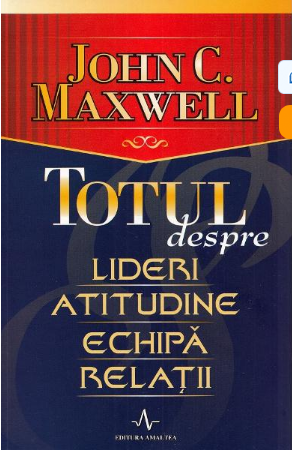 JOHN C.
MAXWELL
TOTUL
despre
LIDERI
ATITUDINE
ECHIPĂ
RELAȚII
EDITURA AMALTEA